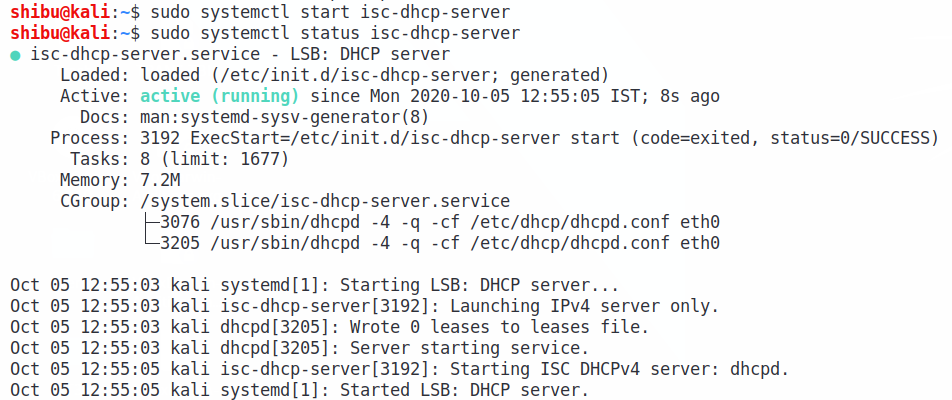 shibu@kali:~$ sudo systemctl start isc-dhcp-server
shibu@kali:~$ sudo systemctl status isc-dhcp-server
● isc-dhcp-server.service - LSB: DHCP server
     Loaded: loaded (/etc/init.d/isc-dhcp-server; generated)
     Active: active (running) since Mon 2020-10-05 12:55:05 IST; 8s ago
       Docs: man:systemd-sysv-generator(8)
    Process: 3192 ExecStart=/etc/init.d/isc-dhcp-server start (code=exited, status=0/SUCCESS)
      Tasks: 8 (limit: 1677)
     Memory: 7.2M
     CGroup: /system.slice/isc-dhcp-server.service
             ├─3076 /usr/sbin/dhcpd -4 -q -cf /etc/dhcp/dhcpd.conf eth0
             └─3205 /usr/sbin/dhcpd -4 -q -cf /etc/dhcp/dhcpd.conf eth0

Oct 05 12:55:03 kali systemd[1]: Starting LSB: DHCP server...
Oct 05 12:55:03 kali isc-dhcp-server[3192]: Launching IPv4 server only.
Oct 05 12:55:03 kali dhcpd[3205]: Wrote 0 leases to leases file.
Oct 05 12:55:03 kali dhcpd[3205]: Server starting service.
Oct 05 12:55:05 kali isc-dhcp-server[3192]: Starting ISC DHCPv4 server: dhcpd.
Oct 05 12:55:05 kali systemd[1]: Started LSB: DHCP server.